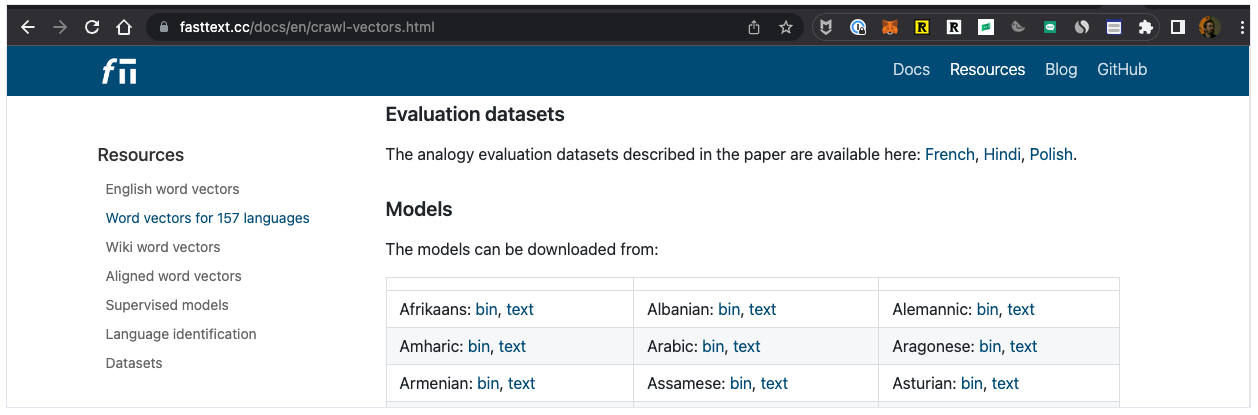 fasttext.cc/docs/en/crawl-vectors.html
Docs Resources Blog GitHub
Resources
English word vectors
Word vectors for 157 languages
Wiki word vectors
Aligned word vectors
Supervised models
Language identification
Datasets
Evaluation datasets
The analogy evaluation datasets described in the paper are available here: French, Hindi, Polish.
Models
The models can be downloaded from:
Afrikaans: bin, text Albanian: bin, text Alemannic: bin, text
Amharic: bin, text Arabic: bin, text Aragonese: bin, text
Armenian: bin, text Assamese: bin, text Asturian: bin, text